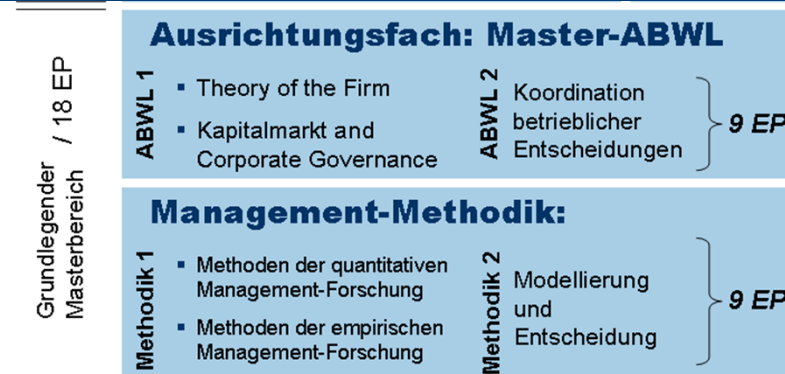 Grundlegender
Masterbereich / 18 EP
Ausrichtungsfach: Master-ABWL
ABWL 1
▪ Theory of the Firm
▪ Kapitalmarkt and
Corporate Governance
ABWL 2
Koordination
betrieblicher
Entscheidungen
9 EP
Management-Methodik:
Methodik 1
▪ Methoden der quantitativen
Management-Forschung
▪ Methoden der empirischen
Management-Forschung
Methodik 2
Modellierung
und
Entscheidung
9 EP